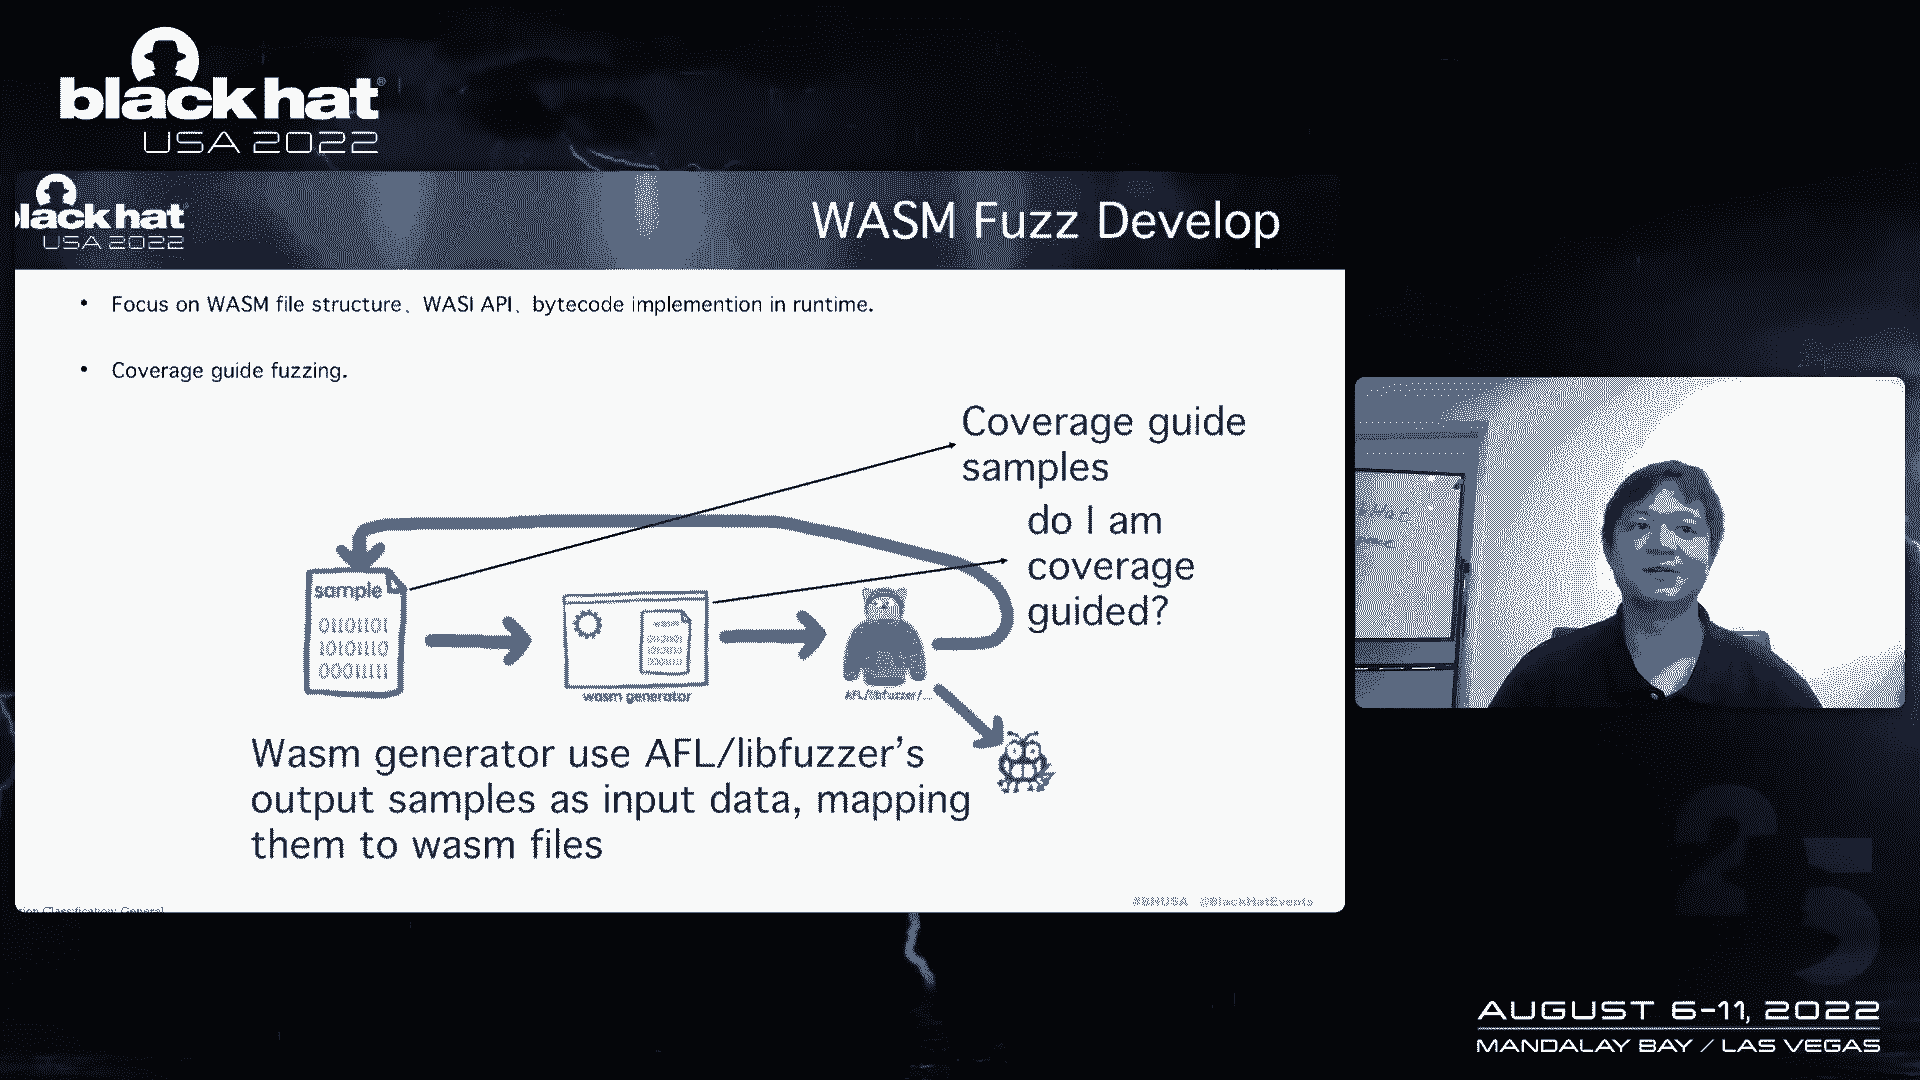 black hat®
USA 2022
lack hat
USA 2022
WASM Fuzz Develop
• Focus on WASM file structure、WASI API、bytecode implemention in runtime.
• Coverage guide fuzzing.
Coverage guide
samples
do I am
coverage
guided?
sample
01101101
10101110
00011111
wasm generator
AFL/libfuzzer/...
Wasm generator use AFL/libfuzzer's
output samples as input data, mapping
them to wasm files
Classification: General
#BHUSA @BlackHatEvents
25
AUGUST 6-11, 2022
MANDALAY BAY / LAS VEGAS